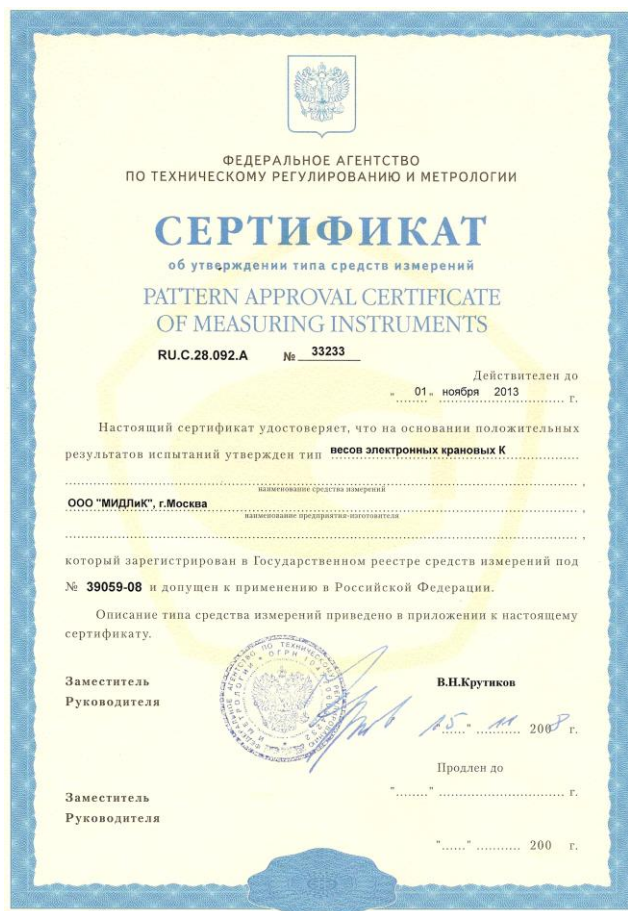 ФЕДЕРАЛЬНОЕ АГЕНТСТВО
ПО ТЕХНИЧЕСКОМУ РЕГУЛИРОВАНИЮ И МЕТРОЛОГИИ
СЕРТИФИКАТ
об утверждении типа средств измерений
PATTERN APPROVAL CERTIFICATE
OF MEASURING INSTRUMENTS
RU.C.28.092.A № 33233
Действителен до
" 01 " ноября 2013 г.
Настоящий сертификат удостоверяет, что на основании положительных
результатов испытаний утвержден тип весов электронных крановых К
наименование средства измерений
ООО "МИДЛиК", г.Москва
наименование предприятия-изготовителя
который зарегистрирован в Государственном реестре средств измерений под
№ 39059-08 и допущен к применению в Российской Федерации.
Описание типа средства измерений приведено в приложении к настоящему
сертификату.
Заместитель
Руководителя
В.Н.Крутиков
"15" 11 2008 г.
Продлен до
"........" ........................... г.
Заместитель
Руководителя
"......" ........... 200 г.